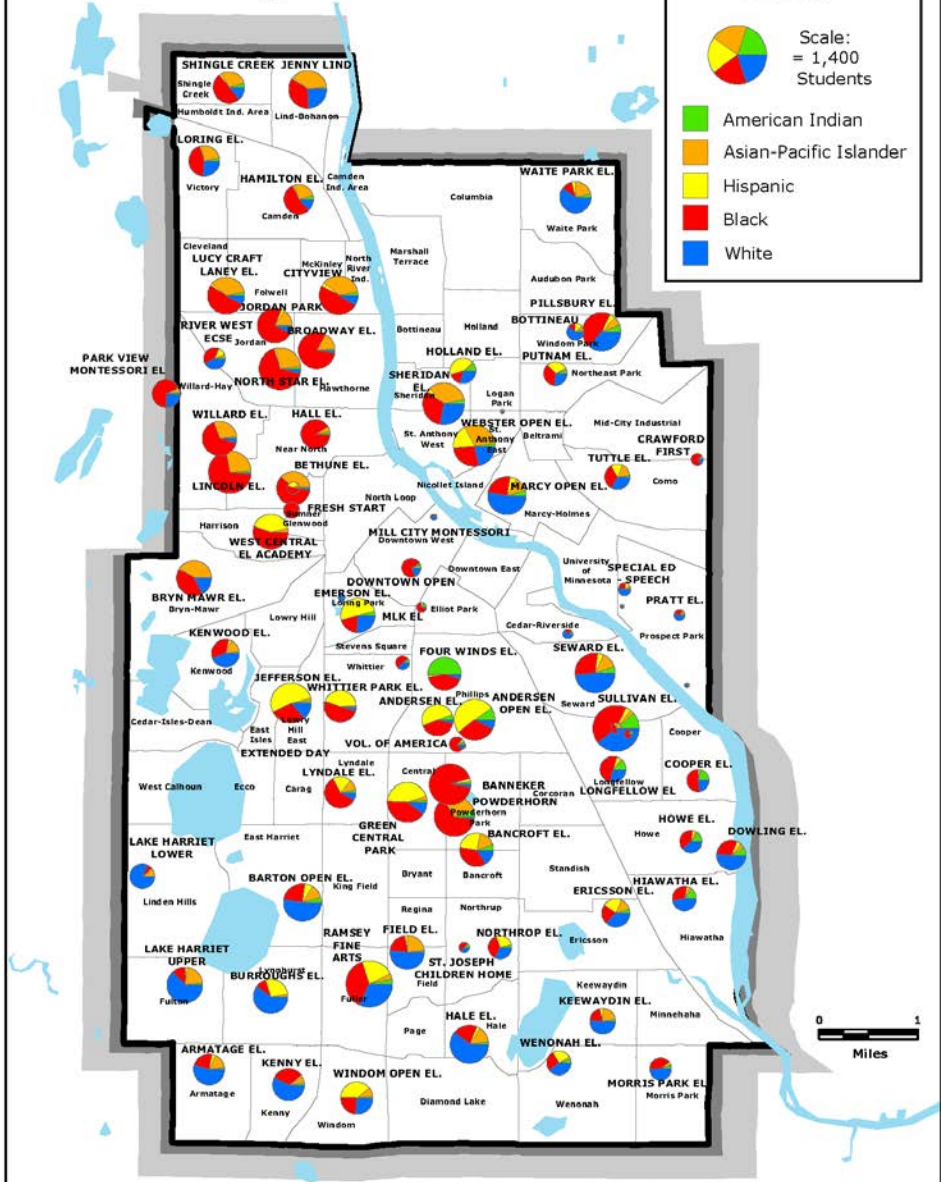 Scale:
= 1,400
Students
American Indian
Asian-Pacific Islander
Hispanic
Black
White
SHINGLE CREEK
JENNY LIND
Shingle
Creek
Humboldt Ind. Area
Lind-Bohanon
LORING EL.
Victory
HAMILTON EL.
Camden
Ind. Area
Camden
Columbia
WAITE PARK EL.
Waite Park
Cleveland
LUCY CRAFT
LANEY EL.
Folwell
McKinley
CITYVIEW
North
River
Ind.
Marshall
Terrace
Audubon Park
JORDAN PARK
RIVER WEST
ECSE
Jordan
BROADWAY EL.
Bottineau
Holland
PILLSBURY EL.
BOTTINEAU
Windom Park
HOLLAND EL.
PUTNAM EL.
Northeast Park
PARK VIEW
MONTESSORI EL
Willard-Hay
NORTH STAR EL.
Hawthorne
SHERIDAN
EL.
Sheridan
Logan
Park
WILLARD EL.
HALL EL.
Near North
St. Anthony
West
WEBSTER OPEN EL.
St.
Anthony
East
Beltrami
Mid-City Industrial
CRAWFORD
FIRST
BETHUNE EL.
LINCOLN EL.
TUTTLE EL.
Como
North Loop
Nicollet Island
MARCY OPEN EL.
Marcy-Holmes
FRESH START
Sumner
Glenwood
Harrison
WEST CENTRAL
EL ACADEMY
MILL CITY MONTESSORI
Downtown West
BRYN MAWR EL.
Bryn-Mawr
DOWNTOWN OPEN
Downtown East
University
of
Minnesota
SPECIAL ED
- SPEECH
EMERSON EL.
Loring Park
Elliot Park
MLK EL
Lowry Hill
PRATT EL.
Prospect Park
Cedar-Riverside
KENWOOD EL.
Kenwood
Stevens Square
Whittier
FOUR WINDS EL.
SEWARD EL.
JEFFERSON EL.
WHITTIER PARK EL.
Phillips
ANDERSEN
OPEN EL.
ANDERSEN EL.
Seward
SULLIVAN EL.
Cedar-Isles-Dean
East
Isles
Lowry
Hill
East
VOL. OF AMERICA
Cooper
EXTENDED DAY
Lyndale
LYNDALE EL.
Central
BANNEKER
Corcoran
Longfellow
LONGFELLOW EL
COOPER EL.
West Calhoun
Ecco
Carag
POWDERHORN
Powderhorn
Park
GREEN
CENTRAL
PARK
BANCROFT EL.
Bancroft
Howe
HOWE EL.
DOWLING EL.
East Harriet
LAKE HARRIET
LOWER
Linden Hills
BARTON OPEN EL.
King Field
Bryant
Standish
HIAWATHA EL.
ERICSSON EL.
Regina
Northrup
Ericsson
Hiawatha
RAMSEY
FINE
ARTS
FIELD EL.
NORTHROP EL.
LAKE HARRIET
UPPER
Fulton
Lynnhurst
BURROUGHS EL.
Fuller
ST. JOSEPH
CHILDREN HOME
Field
Keewaydin
KEEWAYDIN EL.
Minnehaha
Page
HALE EL.
Hale
WENONAH EL.
Wenonah
0 1
Miles
ARMATAGE EL.
Armatage
KENNY EL.
Kenny
WINDOM OPEN EL.
Windom
Diamond Lake
MORRIS PARK EL
Morris Park